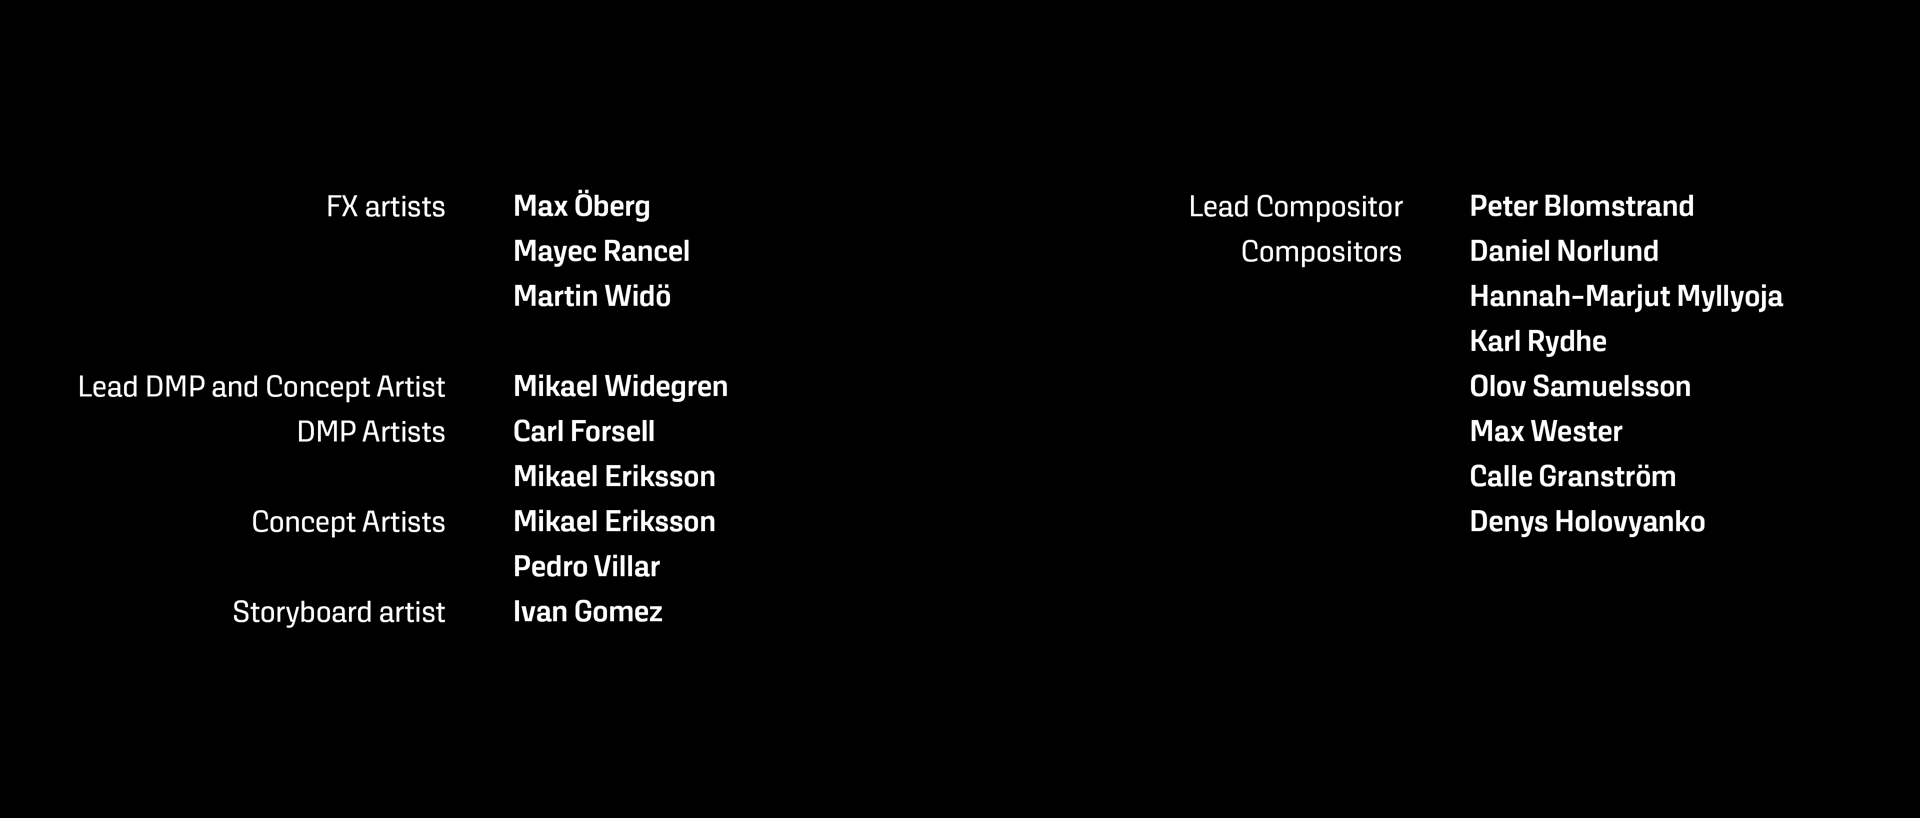 FX artists Max Öberg
Mayec Rancel
Martin Widö
Lead DMP and Concept Artist Mikael Widegren
DMP Artists Carl Forsell
Mikael Eriksson
Concept Artists Mikael Eriksson
Pedro Villar
Storyboard artist Ivan Gomez
Lead Compositor Peter Blomstrand
Compositors Daniel Norlund
Hannah-Marjut Myllyoja
Karl Rydhe
Olov Samuelsson
Max Wester
Calle Granström
Denys Holovyanko